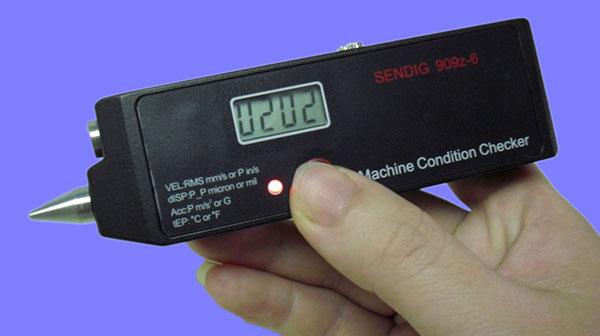 SENDIG 909z-6
0202
VEL:RMS mm/s or P in/s
dISP:P_P micron or mil
Acc:P m/s² or G
tEP:°C or °F
Machine Condition Checker